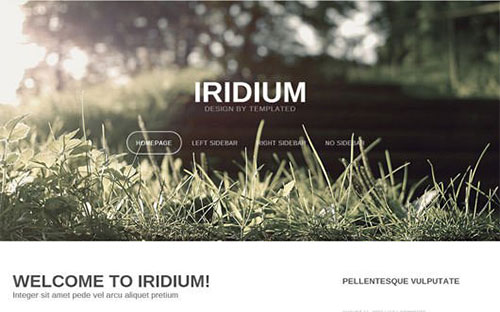 IRIDIUM
DESIGN BY TEMPLATED
HOMEPAGE LEFT SIDEBAR RIGHT SIDEBAR NO SIDEBAR
WELCOME TO IRIDIUM!
Integer sit amet pede vel arcu aliquet pretium
PELLENTESQUE VULPUTATE